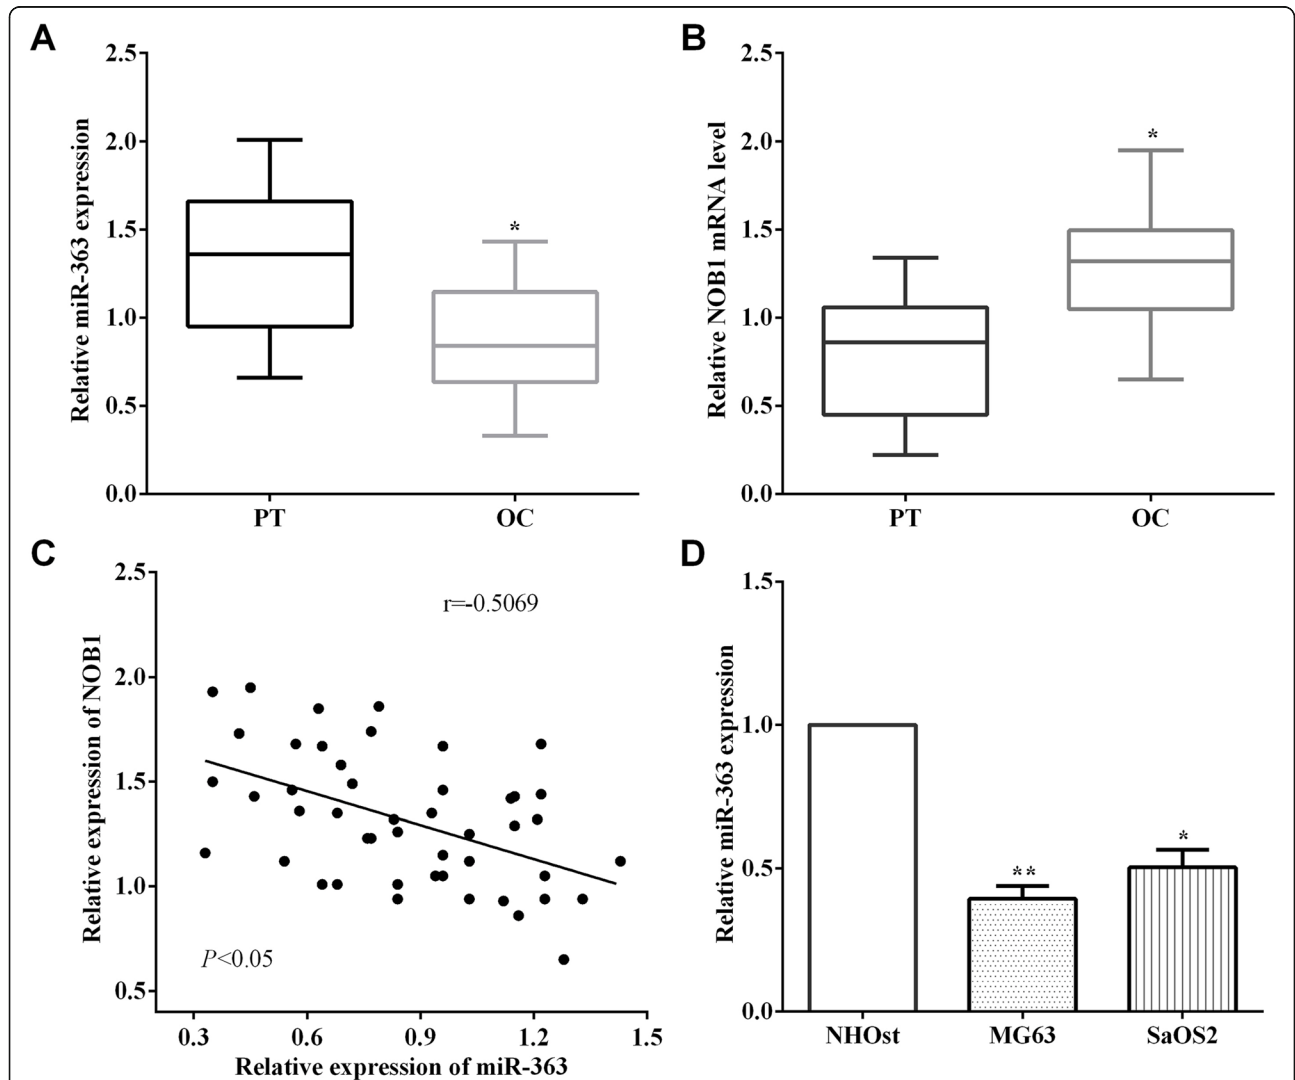 A
Relative miR-363 expression
2.5
2.0
1.5
1.0
0.5
0.0
*
PT OC
B
Relative NOB1 mRNA level
2.5
2.0
1.5
1.0
0.5
0.0
*
PT OC
C
Relative expression of NOB1
2.5
2.0
1.5
1.0
0.5
r=-0.5069
P<0.05
0.3 0.6 0.9 1.2 1.5
Relative expression of miR-363
D
Relative miR-363 expression
1.5
1.0
0.5
0.0
**
*
NHOst MG63 SaOS2